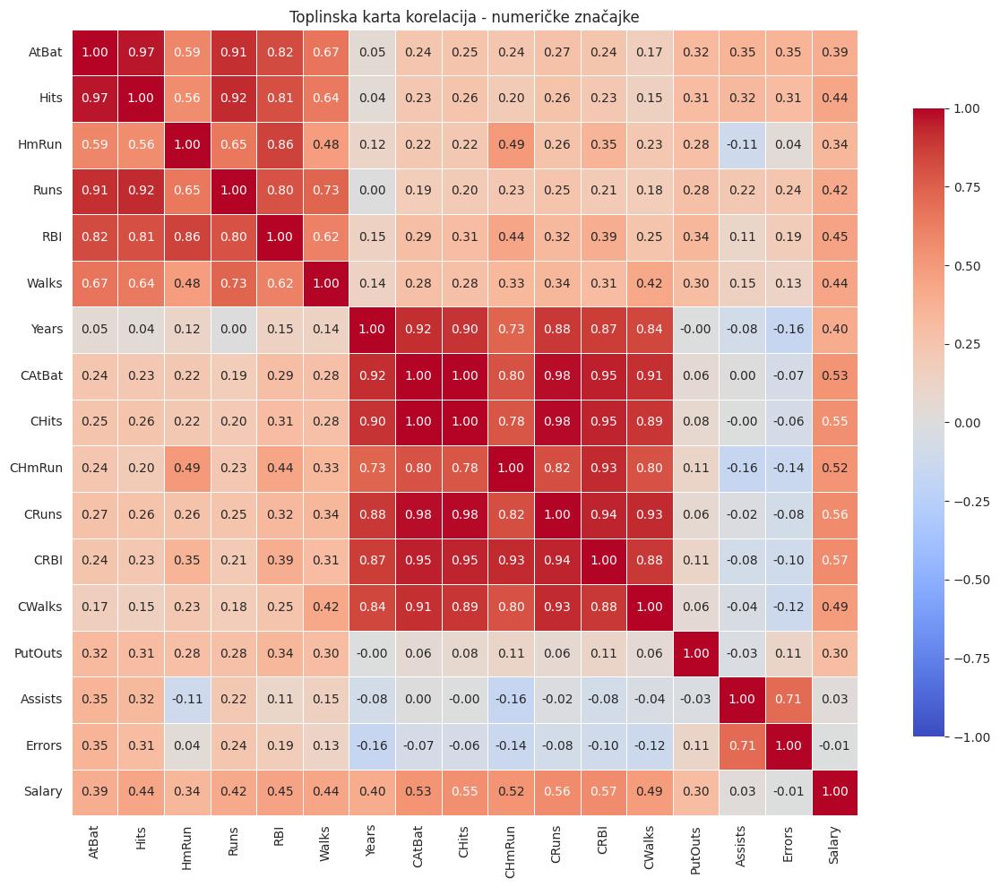 Toplinska karta korelacija - numeričke značajke
AtBat 1.00 0.97 0.59 0.91 0.82 0.67 0.05 0.24 0.25 0.24 0.27 0.24 0.17 0.32 0.35 0.35 0.39
Hits 0.97 1.00 0.56 0.92 0.81 0.64 0.04 0.23 0.26 0.20 0.26 0.23 0.15 0.31 0.32 0.31 0.44
HmRun 0.59 0.56 1.00 0.65 0.86 0.48 0.12 0.22 0.22 0.49 0.26 0.35 0.23 0.28 -0.11 0.04 0.34
Runs 0.91 0.92 0.65 1.00 0.80 0.73 0.00 0.19 0.20 0.23 0.25 0.21 0.18 0.28 0.22 0.24 0.42
RBI 0.82 0.81 0.86 0.80 1.00 0.62 0.15 0.29 0.31 0.44 0.32 0.39 0.25 0.34 0.11 0.19 0.45
Walks 0.67 0.64 0.48 0.73 0.62 1.00 0.14 0.28 0.28 0.33 0.34 0.31 0.42 0.30 0.15 0.13 0.44
Years 0.05 0.04 0.12 0.00 0.15 0.14 1.00 0.92 0.90 0.73 0.88 0.87 0.84 -0.00 -0.08 -0.16 0.40
CAtBat 0.24 0.23 0.22 0.19 0.29 0.28 0.92 1.00 1.00 0.80 0.98 0.95 0.91 0.06 0.00 -0.07 0.53
CHits 0.25 0.26 0.22 0.20 0.31 0.28 0.90 1.00 1.00 0.78 0.98 0.95 0.89 0.08 -0.00 -0.06 0.55
CHmRun 0.24 0.20 0.49 0.23 0.44 0.33 0.73 0.80 0.78 1.00 0.82 0.93 0.80 0.11 -0.16 -0.14 0.52
CRuns 0.27 0.26 0.26 0.25 0.32 0.34 0.88 0.98 0.98 0.82 1.00 0.94 0.93 0.06 -0.02 -0.08 0.56
CRBI 0.24 0.23 0.35 0.21 0.39 0.31 0.87 0.95 0.95 0.93 0.94 1.00 0.88 0.11 -0.08 -0.10 0.57
CWalks 0.17 0.15 0.23 0.18 0.25 0.42 0.84 0.91 0.89 0.80 0.93 0.88 1.00 0.06 -0.04 -0.12 0.49
PutOuts 0.32 0.31 0.28 0.28 0.34 0.30 -0.00 0.06 0.08 0.11 0.06 0.11 0.06 1.00 -0.03 0.11 0.30
Assists 0.35 0.32 -0.11 0.22 0.11 0.15 -0.08 0.00 -0.00 -0.16 -0.02 -0.08 -0.04 -0.03 1.00 0.71 0.03
Errors 0.35 0.31 0.04 0.24 0.19 0.13 -0.16 -0.07 -0.06 -0.14 -0.08 -0.10 -0.12 0.11 0.71 1.00 -0.01
Salary 0.39 0.44 0.34 0.42 0.45 0.44 0.40 0.53 0.55 0.52 0.56 0.57 0.49 0.30 0.03 -0.01 1.00
AtBat Hits HmRun Runs RBI Walks Years CAtBat CHits CHmRun CRuns CRBI CWalks PutOuts Assists Errors Salary
1.00
0.75
0.50
0.25
0.00
−0.25
−0.50
−0.75
−1.00